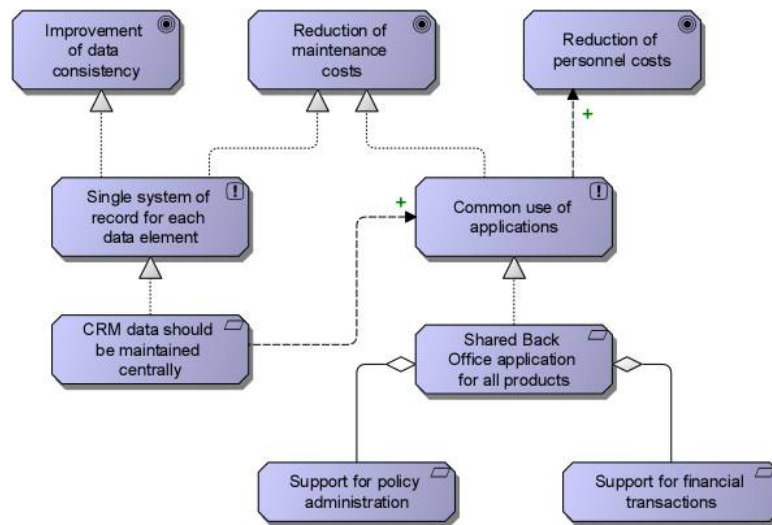 Improvement
of data
consistency
Reduction of
maintenance
costs
Reduction of
personnel costs
+
Single system of
record for each
data element
+
Common use of
applications
CRM data should
be maintained
centrally
Shared Back
Office application
for all products
Support for policy
administration
Support for financial
transactions